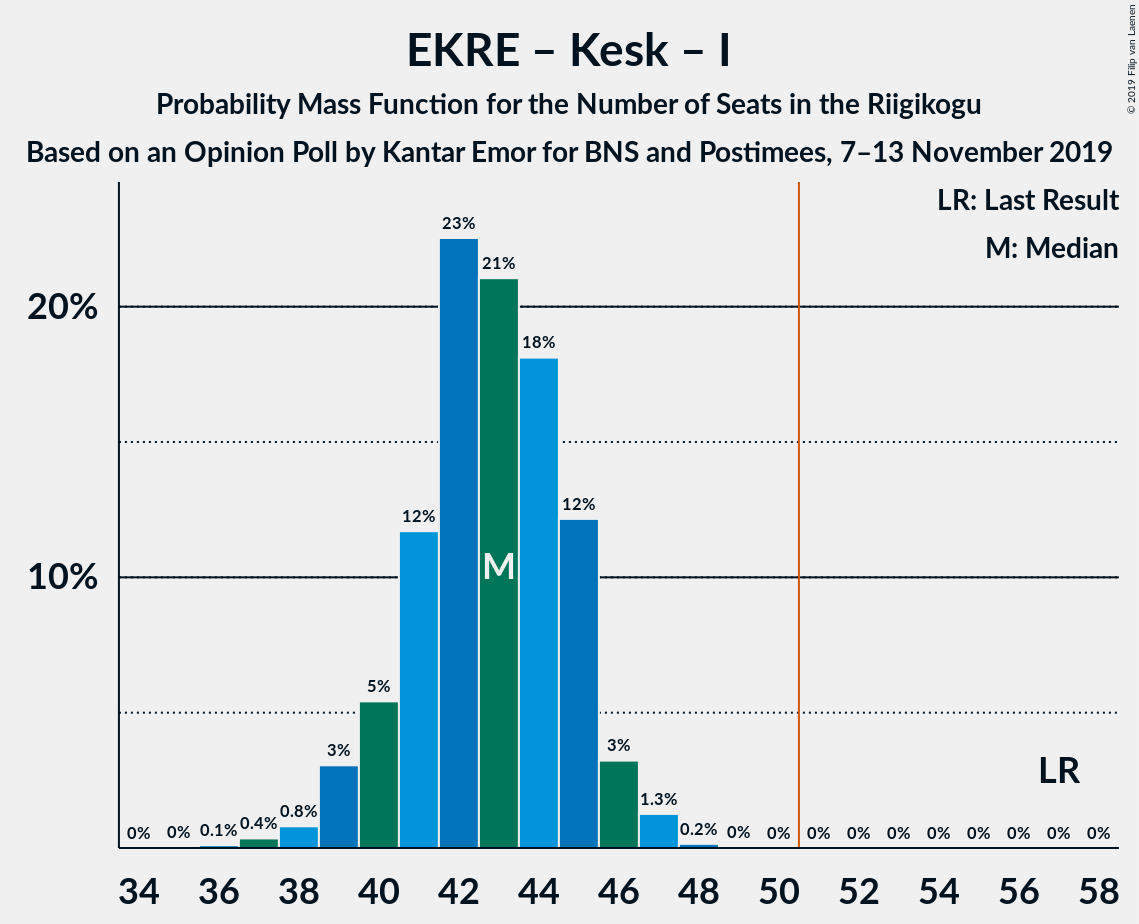 EKRE – Kesk – I
Probability Mass Function for the Number of Seats in the Riigikogu
Based on an Opinion Poll by Kantar Emor for BNS and Postimees, 7–13 November 2019
© 2019 Filip van Laenen
LR: Last Result
M: Median
20%
10%
0% 0% 0.1% 0.4% 0.8% 3% 5% 12% 23% 21% 18% 12% 3% 1.3% 0.2% 0% 0% 0% 0% 0% 0% 0% 0% 0% 0%
M
LR
34 36 38 40 42 44 46 48 50 52 54 56 58